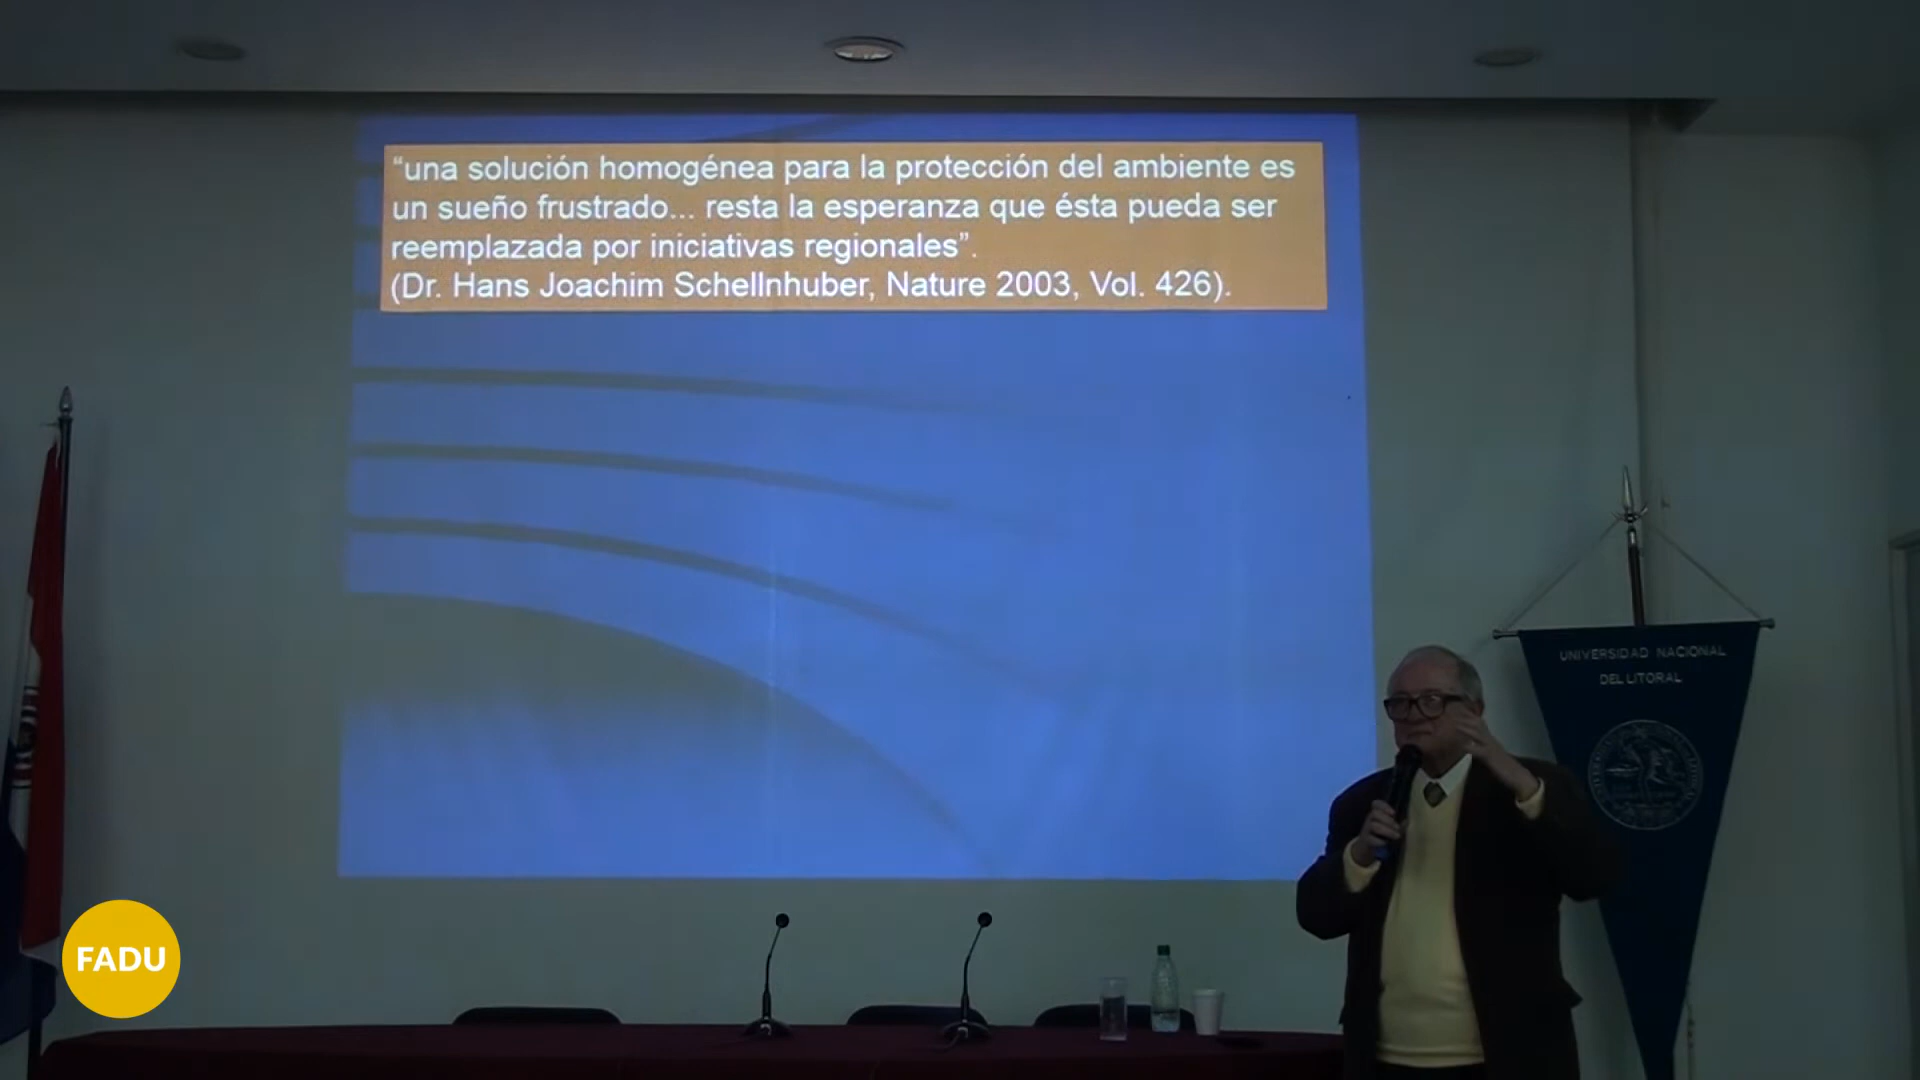 “una solución homogénea para la protección del ambiente es
un sueño frustrado... resta la esperanza que ésta pueda ser
reemplazada por iniciativas regionales”.
(Dr. Hans Joachim Schellnhuber, Nature 2003, Vol. 426).
UNIVERSIDAD NACIONAL
DEL LITORAL
FADU